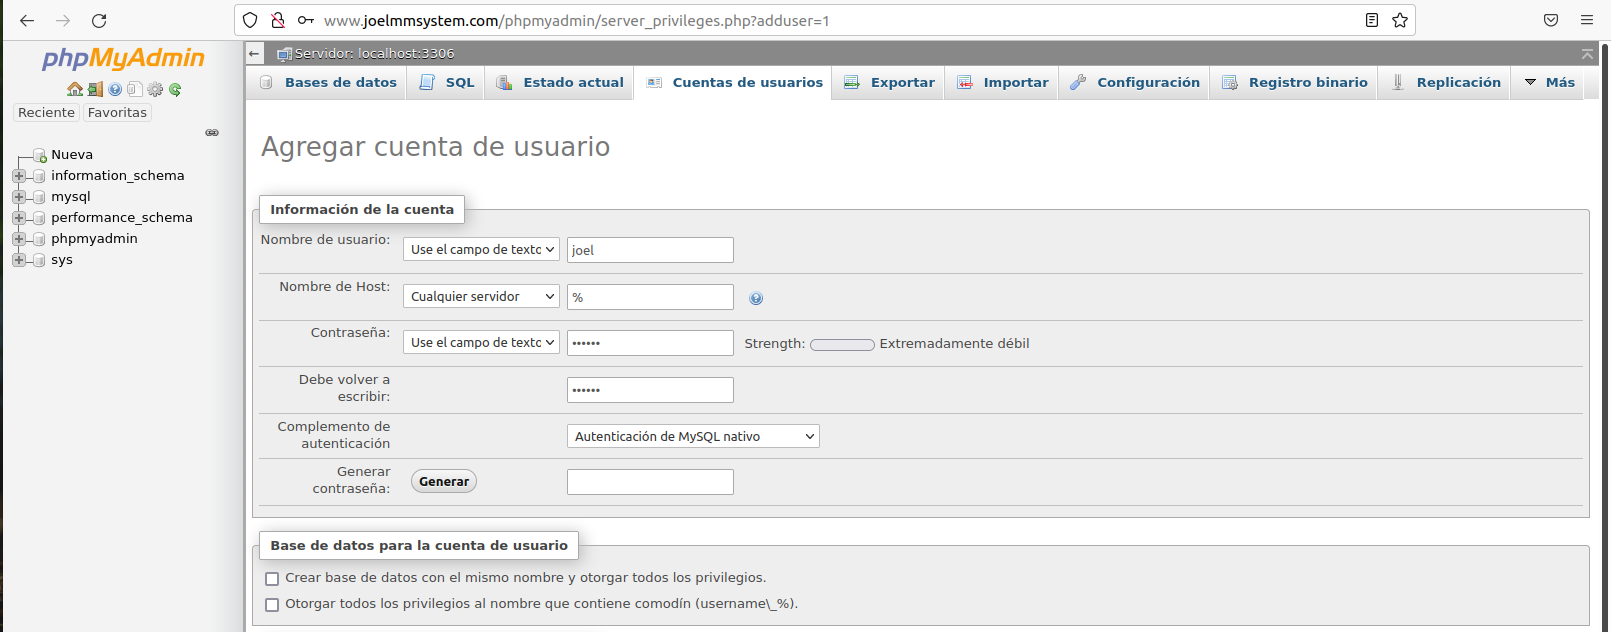 www.joelmmsystem.com/phpmyadmin/server_privileges.php?adduser=1
phpMyAdmin
Reciente Favoritas
Nueva
information_schema
mysql
performance_schema
phpmyadmin
sys
Servidor: localhost:3306
Bases de datos SQL Estado actual Cuentas de usuarios Exportar Importar Configuración Registro binario Replicación Más
Agregar cuenta de usuario
Información de la cuenta
Nombre de usuario: Use el campo de texto joel
Nombre de Host: Cualquier servidor %
Contraseña: Use el campo de texto •••••• Strength: Extremadamente débil
Debe volver a
escribir: ••••••
Complemento de
autenticación Autenticación de MySQL nativo
Generar
contraseña: Generar
Base de datos para la cuenta de usuario
Crear base de datos con el mismo nombre y otorgar todos los privilegios.
Otorgar todos los privilegios al nombre que contiene comodín (username\_%).